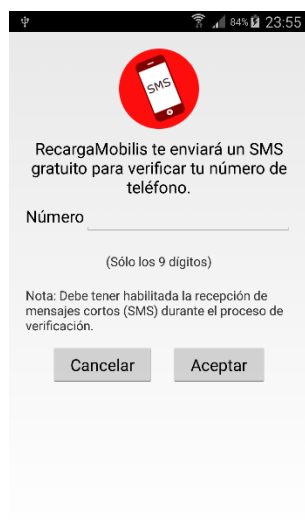 84% 23:55
SMS
RecargaMobilis te enviará un SMS
gratuito para verificar tu número de
teléfono.
Número
(Sólo los 9 dígitos)
Nota: Debe tener habilitada la recepción de
mensajes cortos (SMS) durante el proceso de
verificación.
Cancelar Aceptar